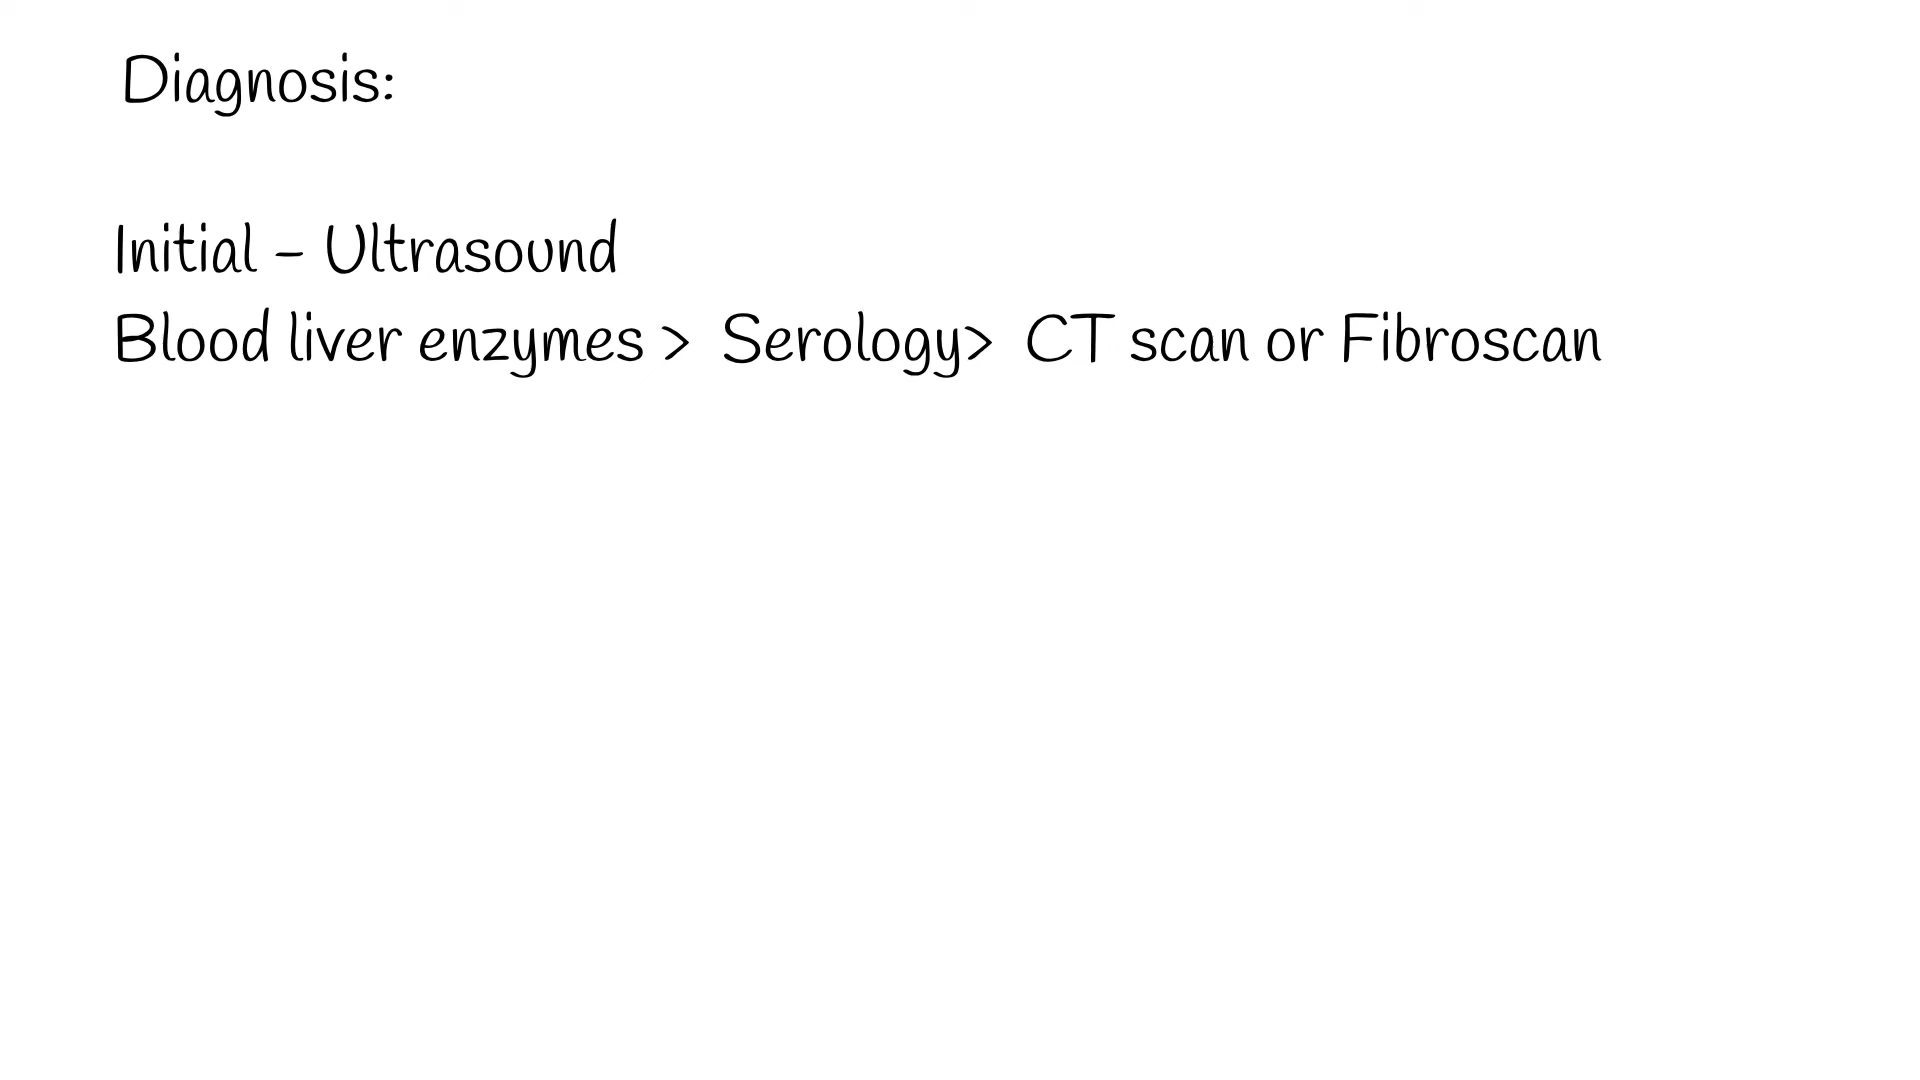 Diagnosis:
Initial - Ultrasound
Blood liver enzymes > Serology> CT scan or Fibroscan